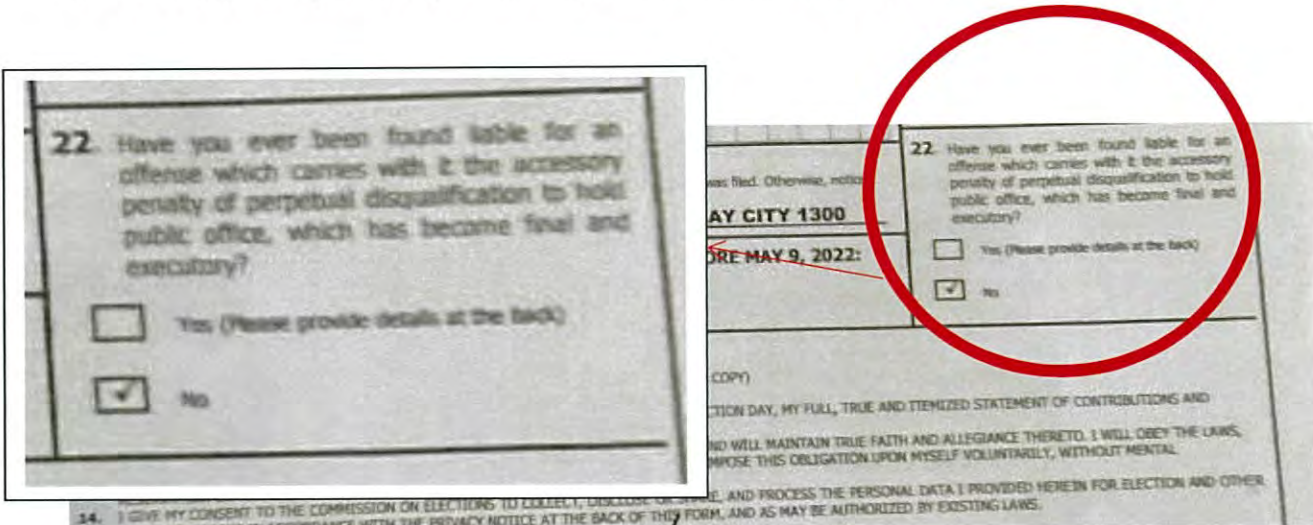 22 Have you ever been found liable for an
offense which carries with it the accessory
penalty of perpetual disqualification to hold
public office, which has become final and
executory?
Yes (Please provide details at the back)
No
was filed. Otherwise, notice
AY CITY 1300
ORE MAY 9, 2022:
22 Have you ever been found liable for an
offense which carries with it the accessory
penalty of perpetual disqualification to hold
public office, which has become final and
executory?
Yes (Please provide details at the back)
No
COPY)
CTION DAY, MY FULL, TRUE AND ITEMIZED STATEMENT OF CONTRIBUTIONS AND
ND WILL MAINTAIN TRUE FAITH AND ALLEGIANCE THERETO. I WILL OBEY THE LAWS,
MPOSE THIS OBLIGATION UPON MYSELF VOLUNTARILY, WITHOUT MENTAL
14. I GIVE MY CONSENT TO THE COMMISSION ON ELECTIONS TO COLLECT, DISCLOSE OR AND PROCESS THE PERSONAL DATA I PROVIDED HEREIN FOR ELECTION AND OTHER
WITH THE PRIVACY NOTICE AT THE BACK OF THIS FORM, AND AS MAY BE AUTHORIZED BY EXISTING LAWS.